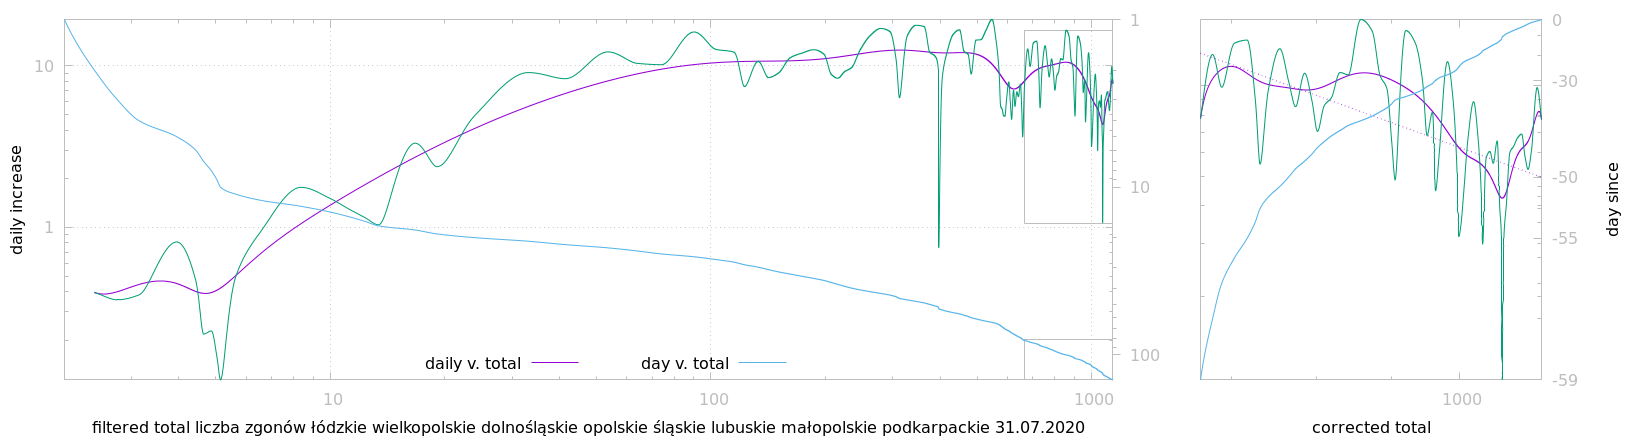 daily increase
10
1
daily v. total
day v. total
10
100
1000
1
10
100
filtered total liczba zgonów łódzkie wielkopolskie dolnośląskie opolskie śląskie lubuskie małopolskie podkarpackie 31.07.2020
0
-30
-50
-55
-59
day since
1000
corrected total